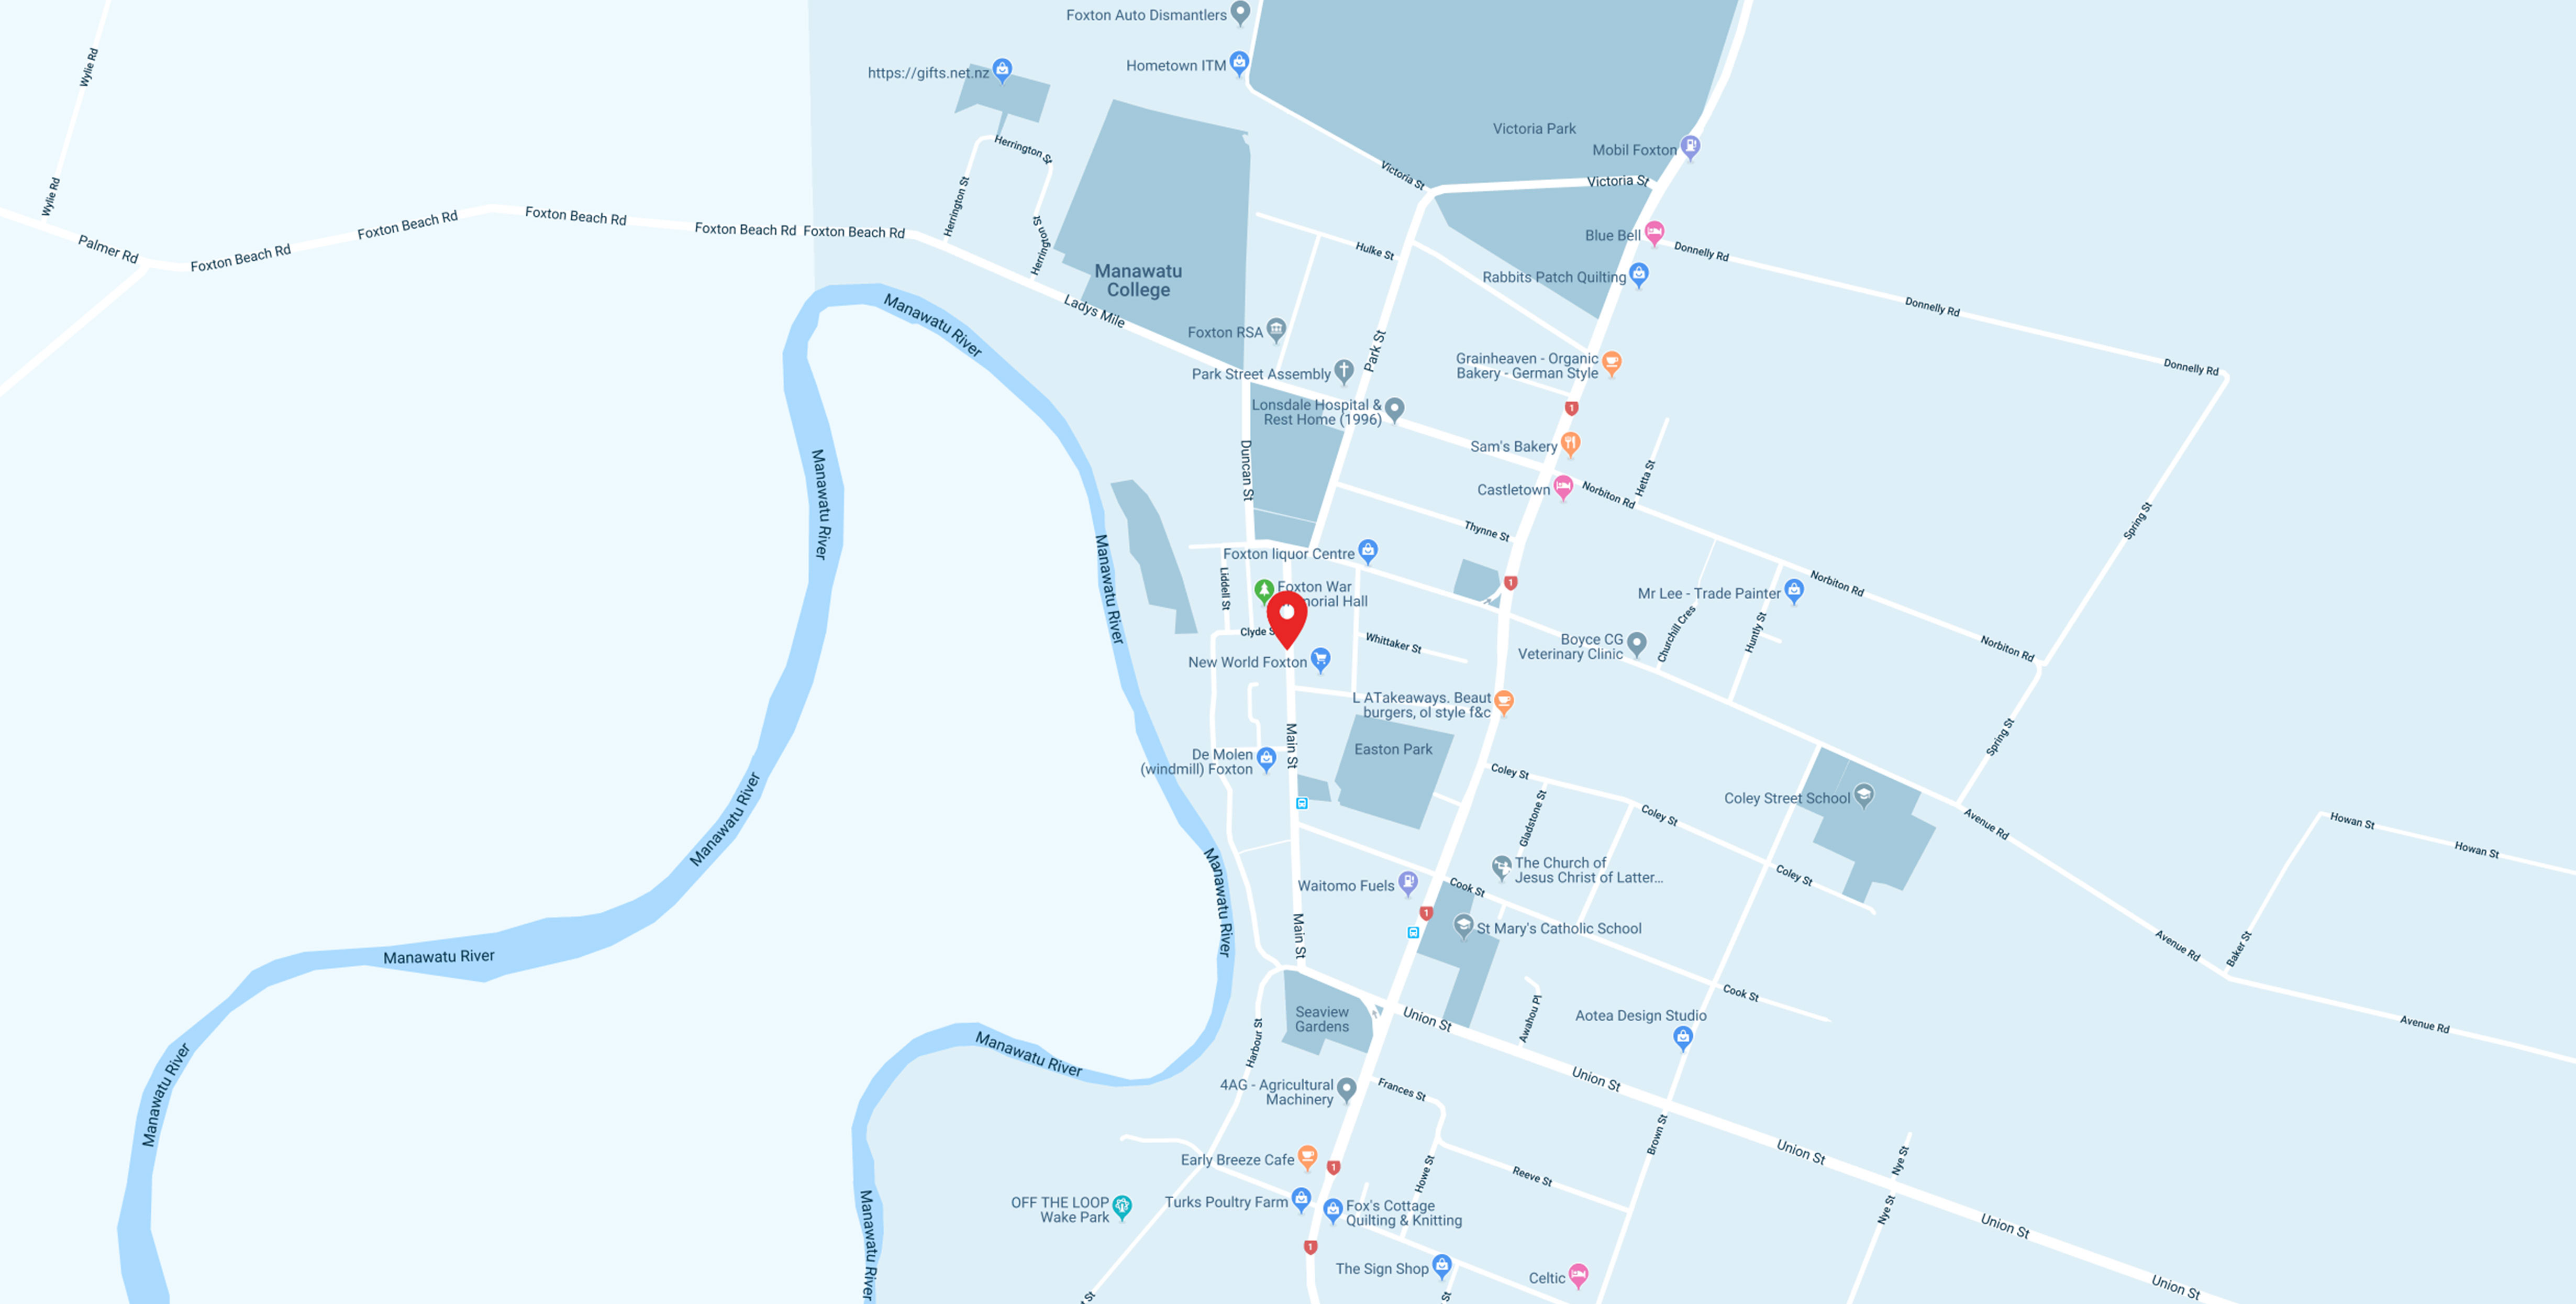 Foxton Auto Dismantlers
Hometown ITM
https://gifts.net.nz
Wylie Rd
Wylie Rd
Palmer Rd
Foxton Beach Rd
Foxton Beach Rd
Foxton Beach Rd
Foxton Beach Rd
Foxton Beach Rd
Herrington St
Herrington St
Herrington St
Manawatu
College
Ladys Mile
Victoria Park
Mobil Foxton
Victoria St
Victoria St
Blue Bell
Donnelly Rd
Donnelly Rd
Donnelly Rd
Rabbits Patch Quilting
Hulke St
Foxton RSA
Park St
Park Street Assembly
Grainheaven - Organic
Bakery - German Style
Lonsdale Hospital &
Rest Home (1996)
1
Sam's Bakery
Castletown
Norbiton Rd
Hetta St
Duncan St
Thynne St
Spring St
Manawatu River
Manawatu River
Manawatu River
Foxton liquor Centre
1
Foxton War
morial Hall
Liddell St
Clyde S
Whittaker St
Mr Lee - Trade Painter
Norbiton Rd
Norbiton Rd
Churchill Cres
Huntly St
Boyce CG
Veterinary Clinic
New World Foxton
L ATakeaways. Beaut
burgers, ol style f&c
Main St
Easton Park
De Molen
(windmill) Foxton
Spring St
Coley St
Coley St
Coley St
Gladstone St
Coley Street School
Avenue Rd
Howan St
Howan St
Manawatu River
Manawatu River
The Church of
Jesus Christ of Latter...
Waitomo Fuels
Cook St
1
St Mary's Catholic School
Main St
Baker St
Avenue Rd
Avenue Rd
Manawatu River
Cook St
Seaview
Gardens
Union St
Awahou Pl
Aotea Design Studio
Harbour St
Manawatu River
Manawatu River
4AG - Agricultural
Machinery
Frances St
Union St
Brown St
Union St
Nye St
Nye St
Early Breeze Cafe
1
Howe St
Reeve St
OFF THE LOOP
Wake Park
Turks Poultry Farm
Fox's Cottage
Quilting & Knitting
Union St
Manawatu River
1
The Sign Shop
Celtic
Union St
St
St